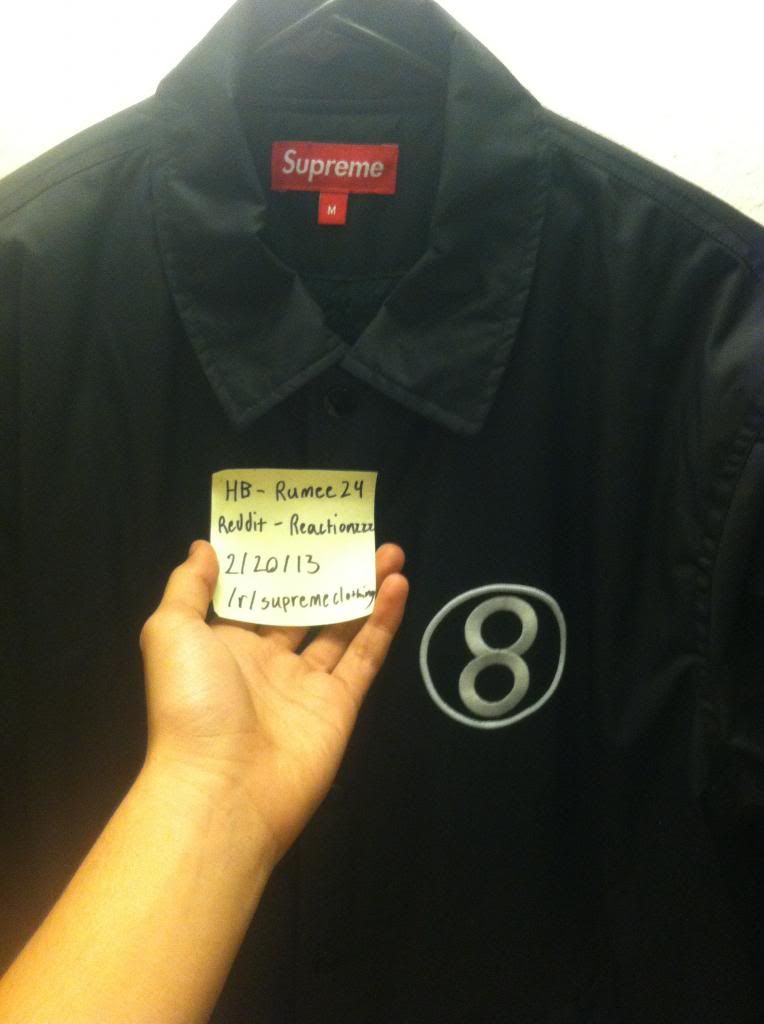 Supreme
M
HB - Rumee24
Reddit - Reactionzzz
2/20/13
/r/supremeclothing
8